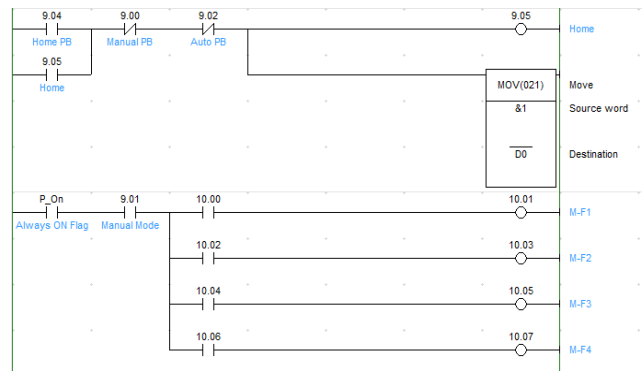 9.04 9.00 9.02 9.05
Home PB Manual PB Auto PB Home
9.05
Home
MOV(021) Move
&1 Source word
D0 Destination
P_On 9.01 10.00 10.01
Always ON Flag Manual Mode M-F1
10.02 10.03
M-F2
10.04 10.05
M-F3
10.06 10.07
M-F4